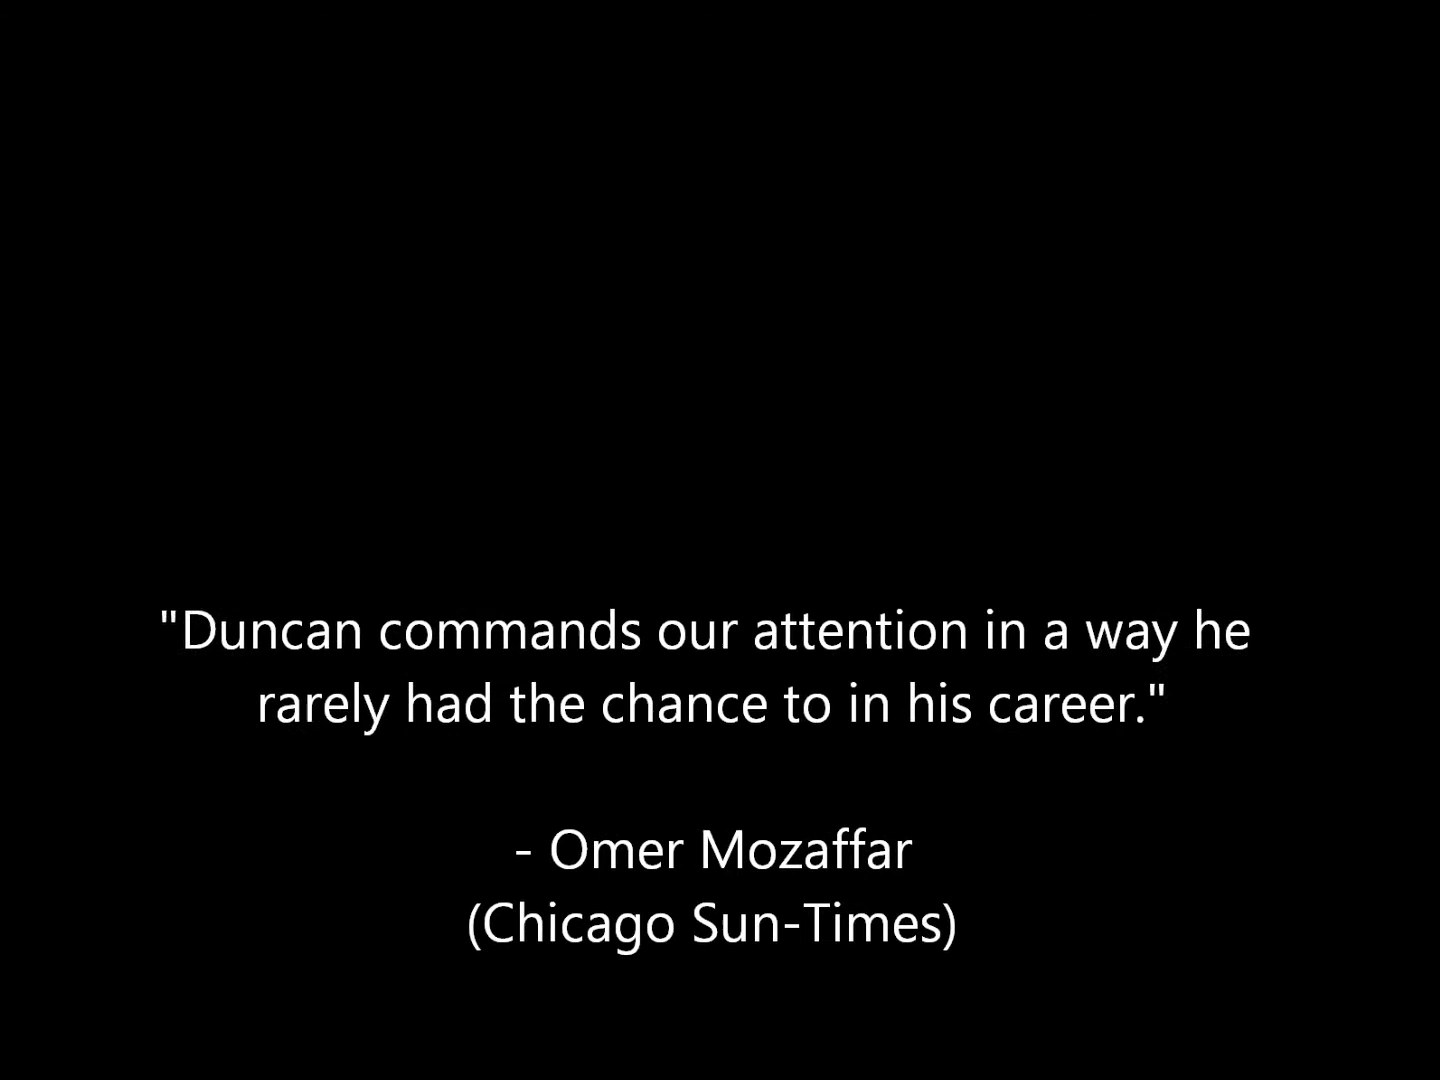 "Duncan commands our attention in a way he
rarely had the chance to in his career."
- Omer Mozaffar
(Chicago Sun-Times)